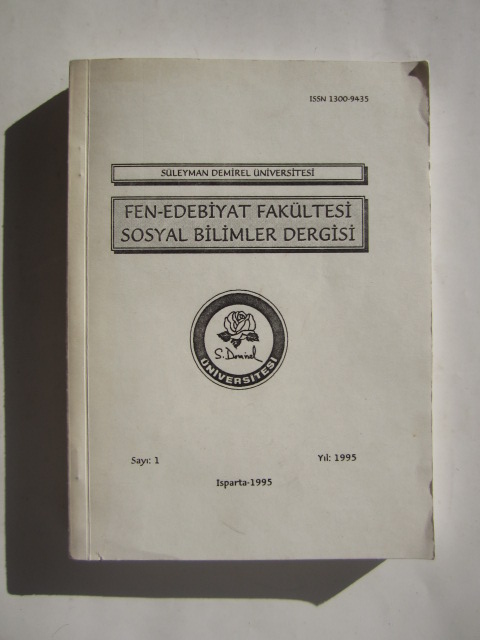 ISSN 1300-9435
SÜLEYMAN DEMİREL ÜNİVERSİTESİ
FEN-EDEBİYAT FAKÜLTESİ
SOSYAL BİLİMLER DERGİSİ
S. Demirel
ÜNİVERSİTESİ
Sayı: 1
Yıl: 1995
Isparta-1995